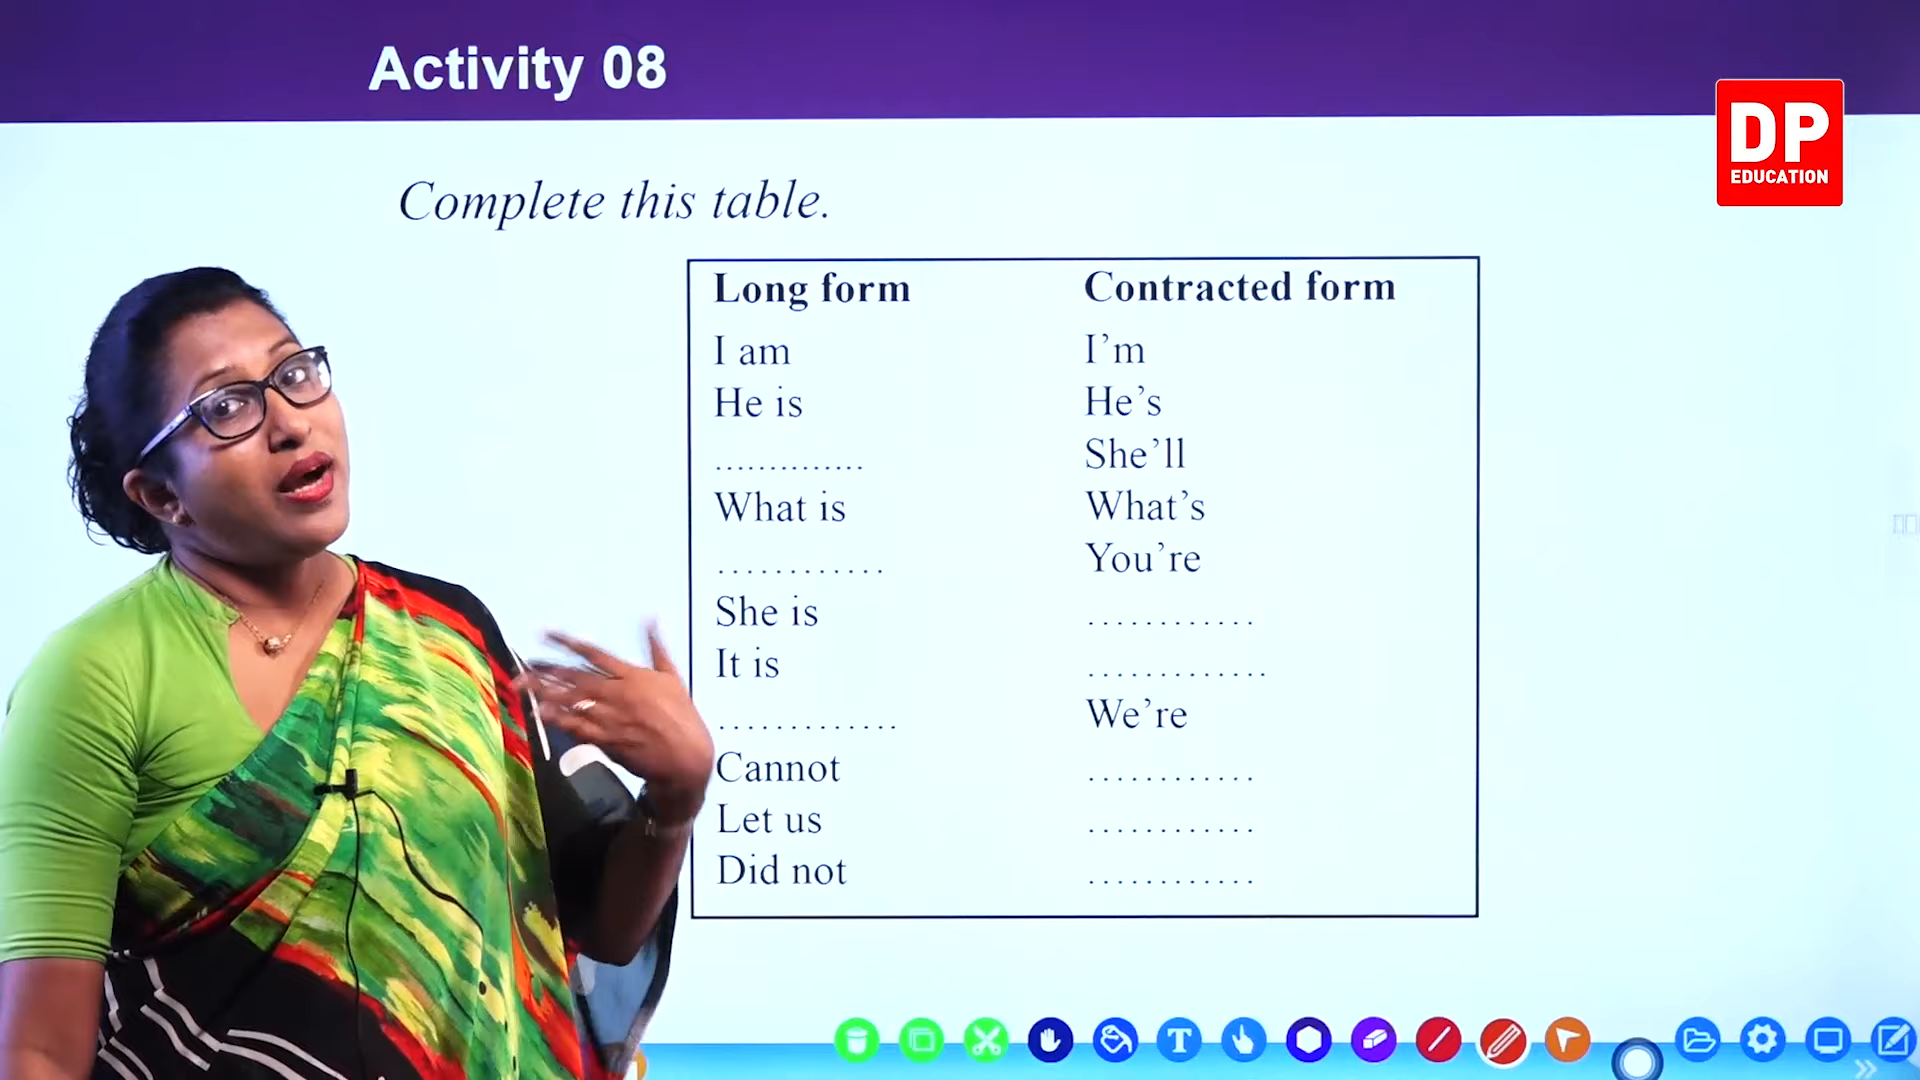 Activity 08
DP
EDUCATION
Complete this table.
Long form Contracted form
I am I’m
He is He’s
.............. She’ll
What is What’s
............ You’re
She is ............
It is .............
............. We’re
Cannot ............
Let us ............
Did not ............
T